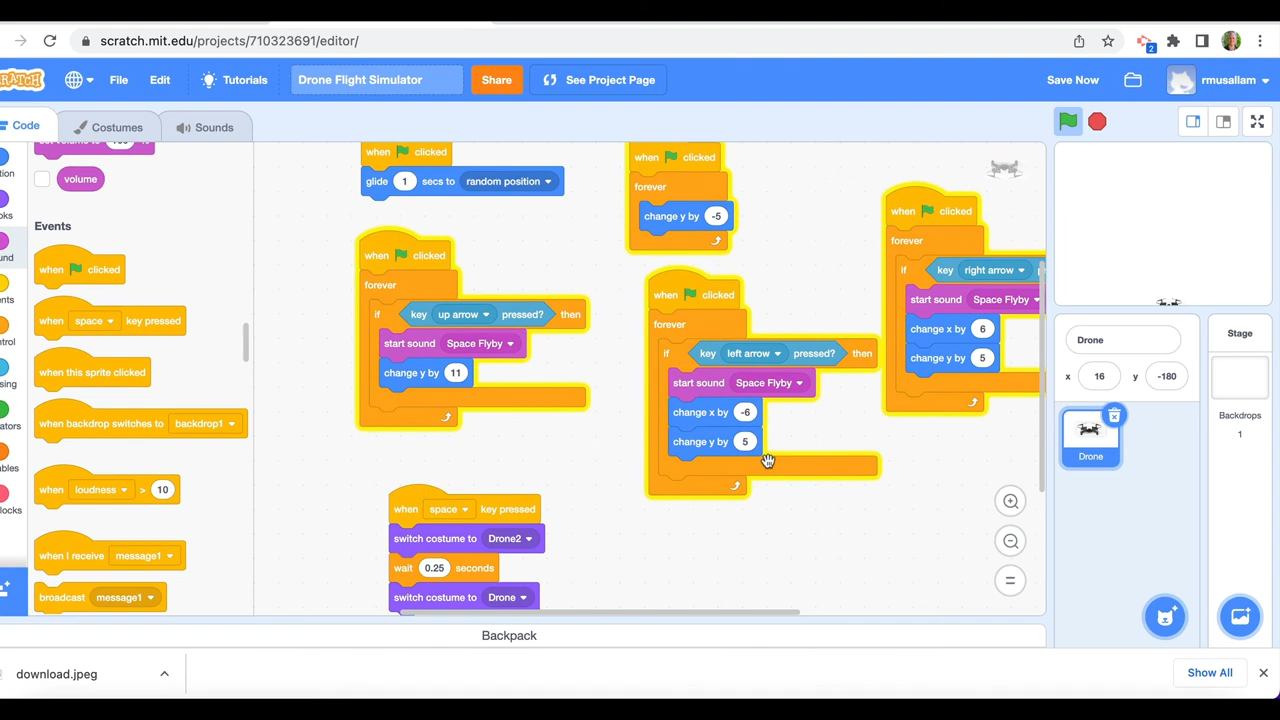 scratch.mit.edu/projects/710323691/editor/
2
File Edit Tutorials Drone Flight Simulator Share See Project Page Save Now rmusallam
Code Costumes Sounds
volume
Events
when clicked
when space key pressed
when this sprite clicked
when backdrop switches to backdrop1
when loudness > 10
when I receive message1
broadcast message1
when clicked
glide 1 secs to random position
when clicked
forever
if key up arrow pressed? then
start sound Space Flyby
change y by 11
when space key pressed
switch costume to Drone2
wait 0.25 seconds
switch costume to Drone
when clicked
forever
change y by -5
when clicked
forever
if key left arrow pressed? then
start sound Space Flyby
change x by -6
change y by 5
when clicked
forever
if key right arrow
start sound Space Flyby
change x by 6
change y by 5
Drone
x 16 y -180
Drone
Stage
Backdrops
1
Backpack
download.jpeg
Show All